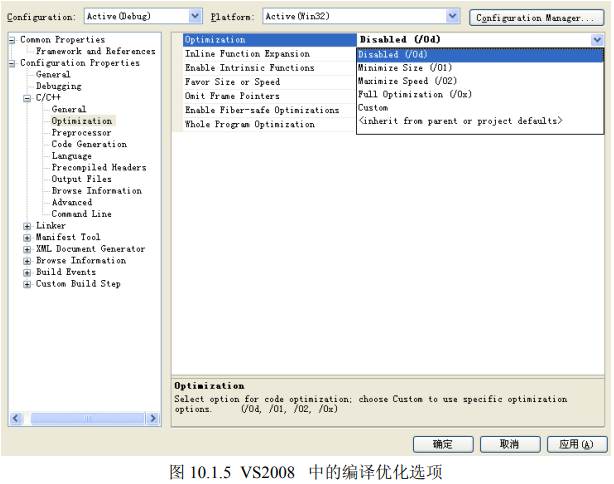 Configuration: Active(Debug) Platform: Active(Win32) Configuration Manager...
Common Properties
Framework and References
Configuration Properties
General
Debugging
C/C++
General
Optimization
Preprocessor
Code Generation
Language
Precompiled Headers
Output Files
Browse Information
Advanced
Command Line
Linker
Manifest Tool
XML Document Generator
Browse Information
Build Events
Custom Build Step
Optimization Disabled (/Od)
Inline Function Expansion
Enable Intrinsic Functions
Favor Size or Speed
Omit Frame Pointers
Enable Fiber-safe Optimizations
Whole Program Optimization
Disabled (/Od)
Minimize Size (/O1)
Maximize Speed (/O2)
Full Optimization (/Ox)
Custom
<inherit from parent or project defaults>
Optimization
Select option for code optimization; choose Custom to use specific optimization
options. (/Od, /O1, /O2, /Ox)
确定 取消 应用(A)
图 10.1.5 VS2008 中的编译优化选项